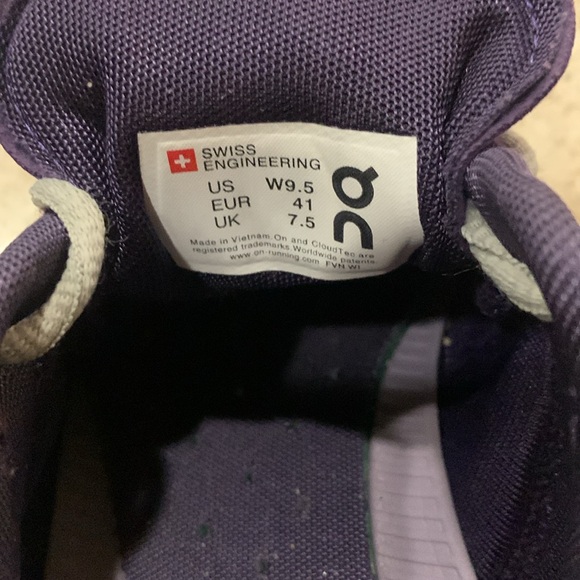 SWISS
ENGINEERING
US W9.5
EUR 41
UK 7.5
Made in Vietnam.On and CloudTec are
registered trademarks.Worldwide patents.
www.on-running.com FVH WI